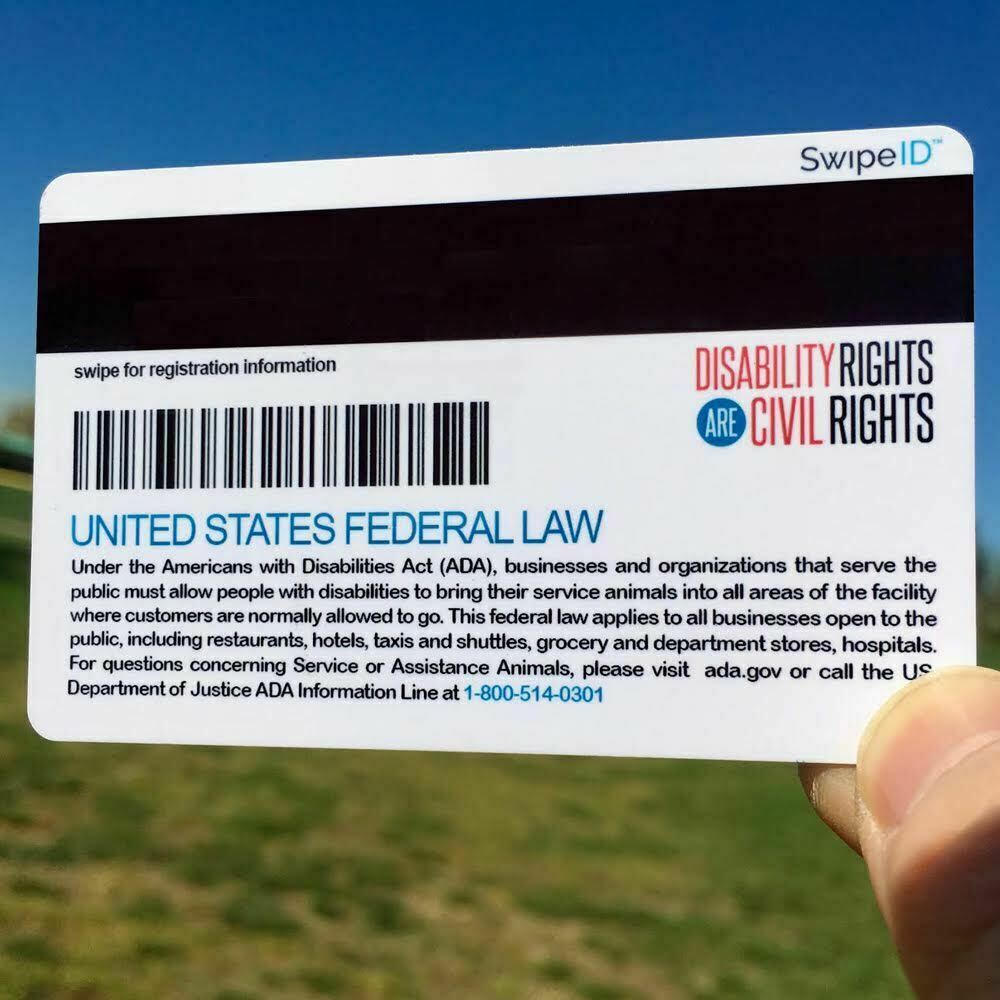 SwipeID™
swipe for registration information
DISABILITY RIGHTS
ARE CIVIL RIGHTS
UNITED STATES FEDERAL LAW
Under the Americans with Disabilities Act (ADA), businesses and organizations that serve the
public must allow people with disabilities to bring their service animals into all areas of the facility
where customers are normally allowed to go. This federal law applies to all businesses open to the
public, including restaurants, hotels, taxis and shuttles, grocery and department stores, hospitals.
For questions concerning Service or Assistance Animals, please visit ada.gov or call the US
Department of Justice ADA Information Line at 1-800-514-0301